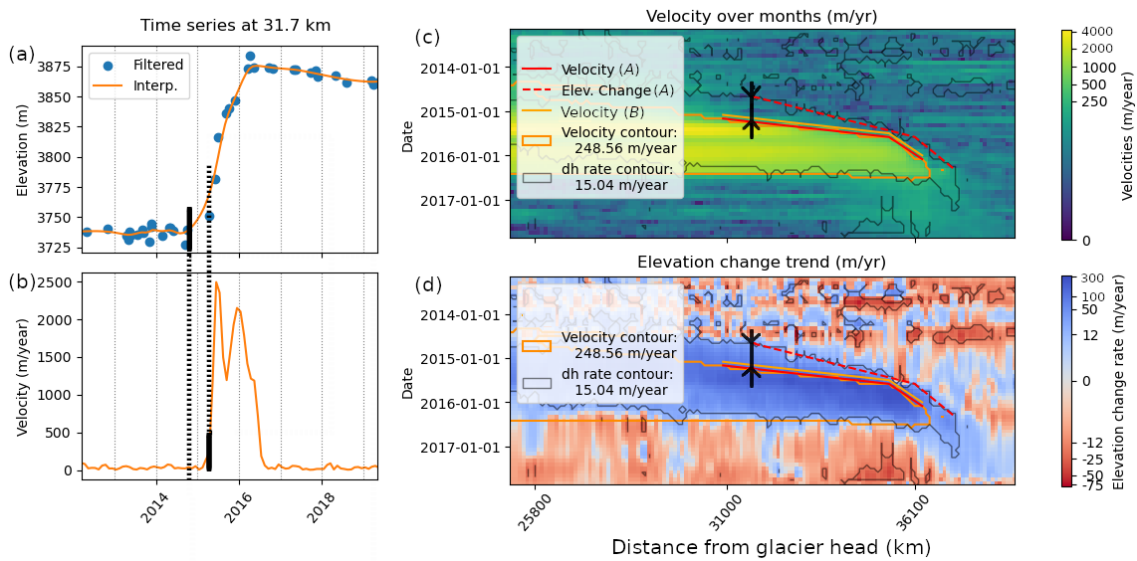 Time series at 31.7 km
(a)
Filtered
Interp.
3875
3850
3825
3800
3775
3750
3725
Elevation (m)
(b)
2500
2000
1500
1000
500
0
Velocity (m/year)
2014
2016
2018
Velocity over months (m/yr)
(c)
Velocity (A)
Elev. Change (A)
Velocity (B)
Velocity contour:
248.56 m/year
dh rate contour:
15.04 m/year
2014-01-01
2015-01-01
2016-01-01
2017-01-01
Date
25800
31000
36100
4000
2000
1000
500
250
0
Velocities (m/year)
Elevation change trend (m/yr)
(d)
Velocity contour:
248.56 m/year
dh rate contour:
15.04 m/year
2014-01-01
2015-01-01
2016-01-01
2017-01-01
Date
25800
31000
36100
Distance from glacier head (km)
300
100
50
12
0
-12
-25
-50
-75
Elevation change rate (m/year)